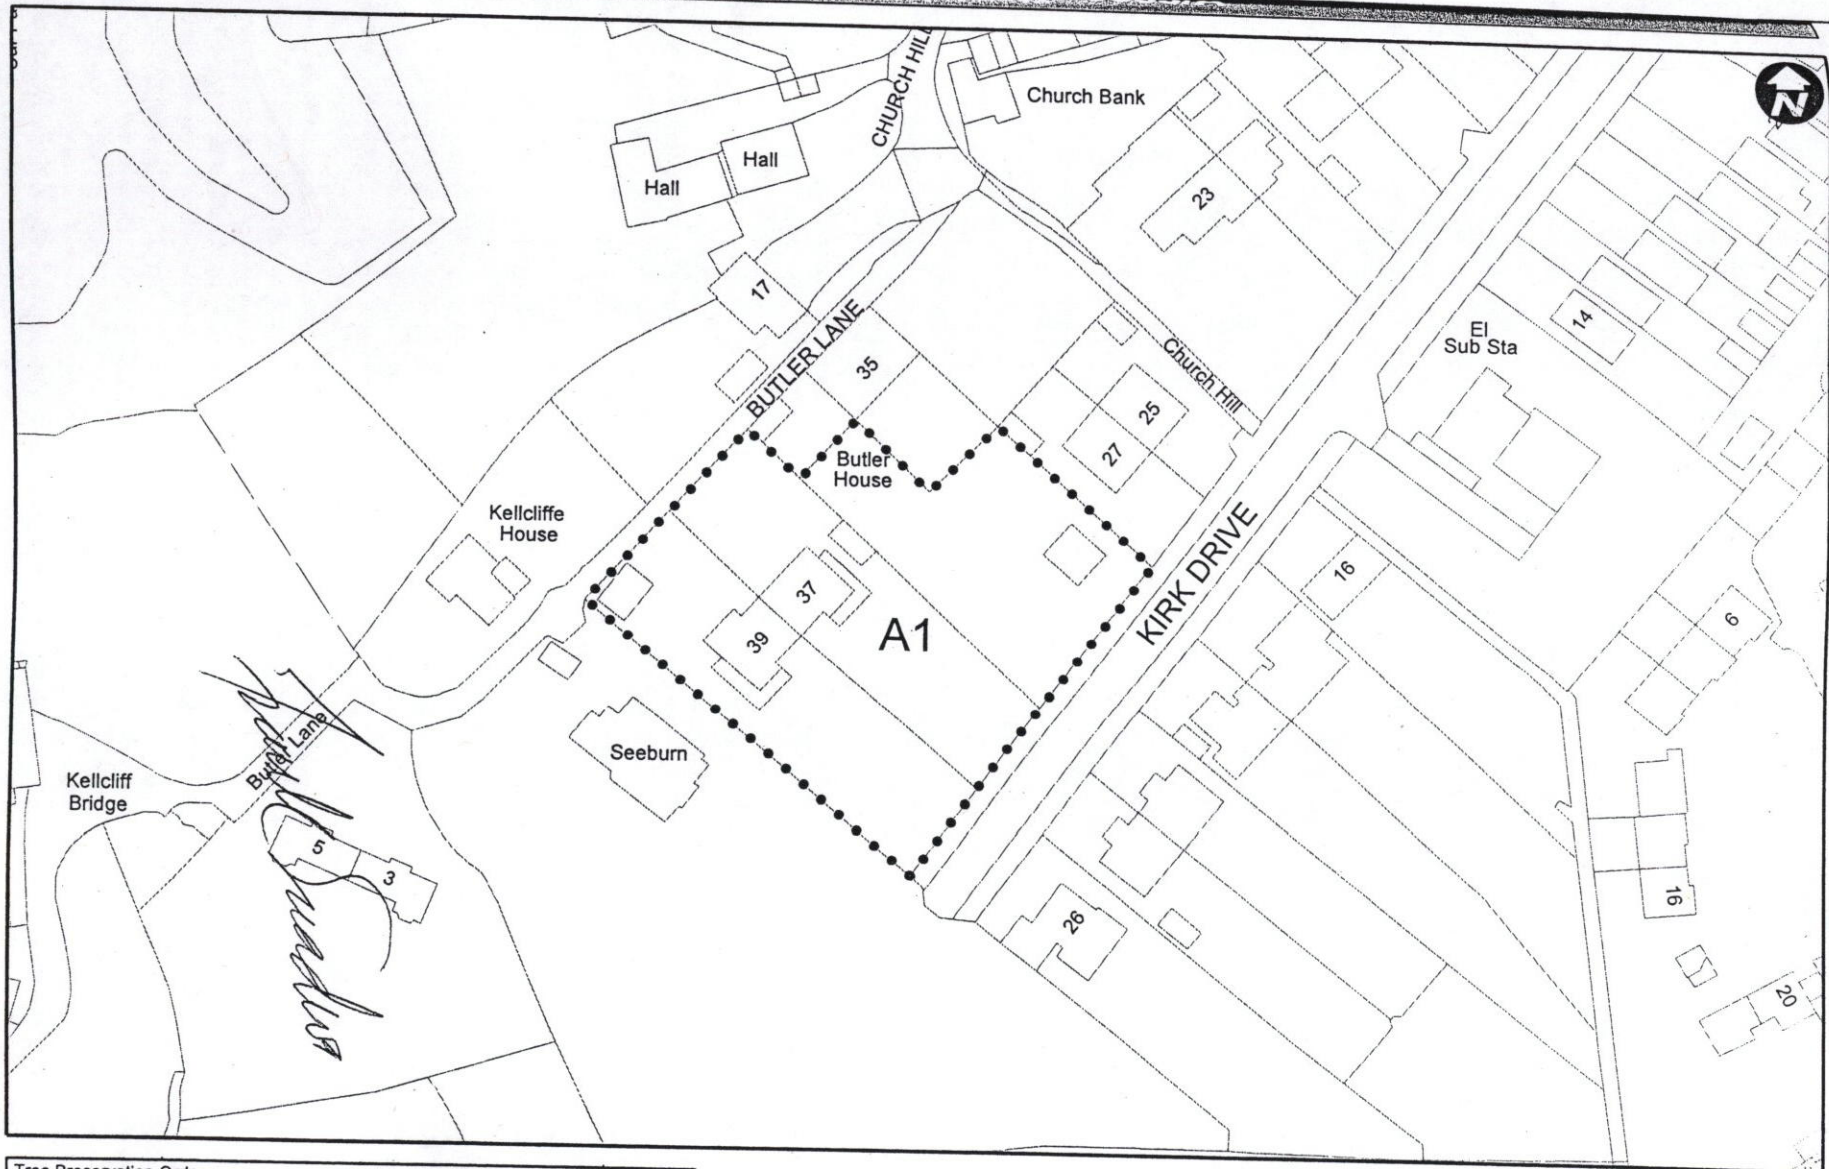 N
CHURCH HILL
Church Bank
Hall
Hall
23
17
BUTLER LANE
35
Church Hill
25
27
El
Sub Sta
14
Butler
House
Kellcliffe
House
37
39
A1
KIRK DRIVE
16
6
Seeburn
Butler Lane
Kellcliff
Bridge
5
3
26
16
20
Tree Preservation Order